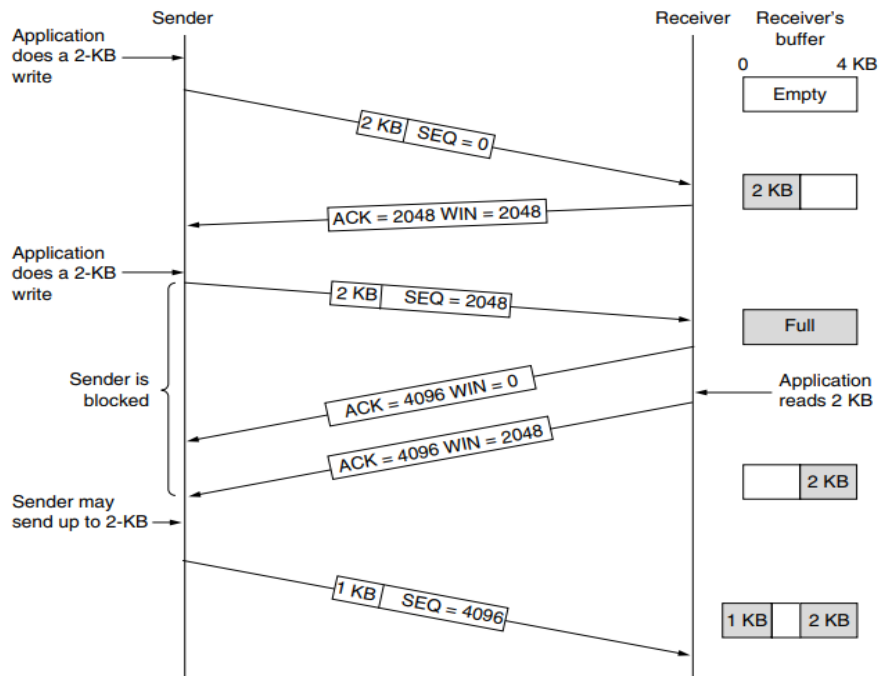 Sender
Receiver
Receiver's
buffer
Application
does a 2-KB
write
0 4 KB
Empty
2 KB SEQ = 0
2 KB
ACK = 2048 WIN = 2048
Application
does a 2-KB
write
2 KB SEQ = 2048
Full
Sender is
blocked
ACK = 4096 WIN = 0
Application
reads 2 KB
ACK = 4096 WIN = 2048
2 KB
Sender may
send up to 2-KB
1 KB SEQ = 4096
1 KB 2 KB